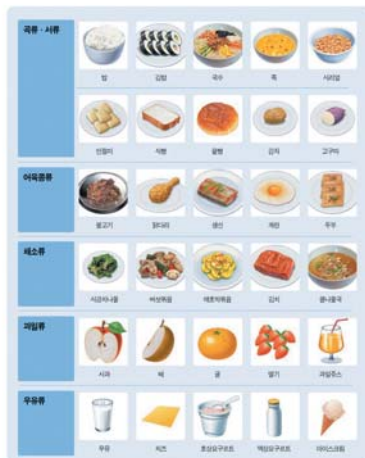 곡류 · 서류
밥 김밥 국수 죽 시리얼
인절미 식빵 팥빵 감자 고구마
어육콩류
불고기 닭다리 생선 계란 두부
채소류
시금치나물 버섯볶음 애호박볶음 김치 콩나물국
과일류
사과 배 귤 딸기 과일주스
우유류
우유 치즈 호상요구르트 액상요구르트 아이스크림